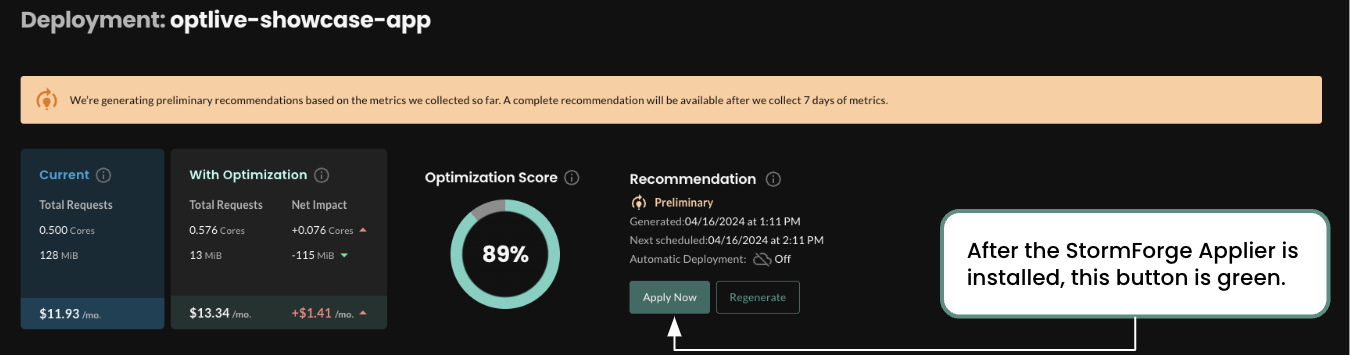 Deployment: optlive-showcase-app
We're generating preliminary recommendations based on the metrics we collected so far. A complete recommendation will be available after we collect 7 days of metrics.
Current
Total Requests
0.500 Cores
128 MiB
$11.93 /mo.
With Optimization
Total Requests Net Impact
0.576 Cores +0.076 Cores
13 MiB -115 MiB
$13.34 /mo. +$1.41 /mo.
Optimization Score
89%
Recommendation
Preliminary
Generated:04/16/2024 at 1:11 PM
Next scheduled:04/16/2024 at 2:11 PM
Automatic Deployment: Off
Apply Now Regenerate
After the StormForge Applier is
installed, this button is green.